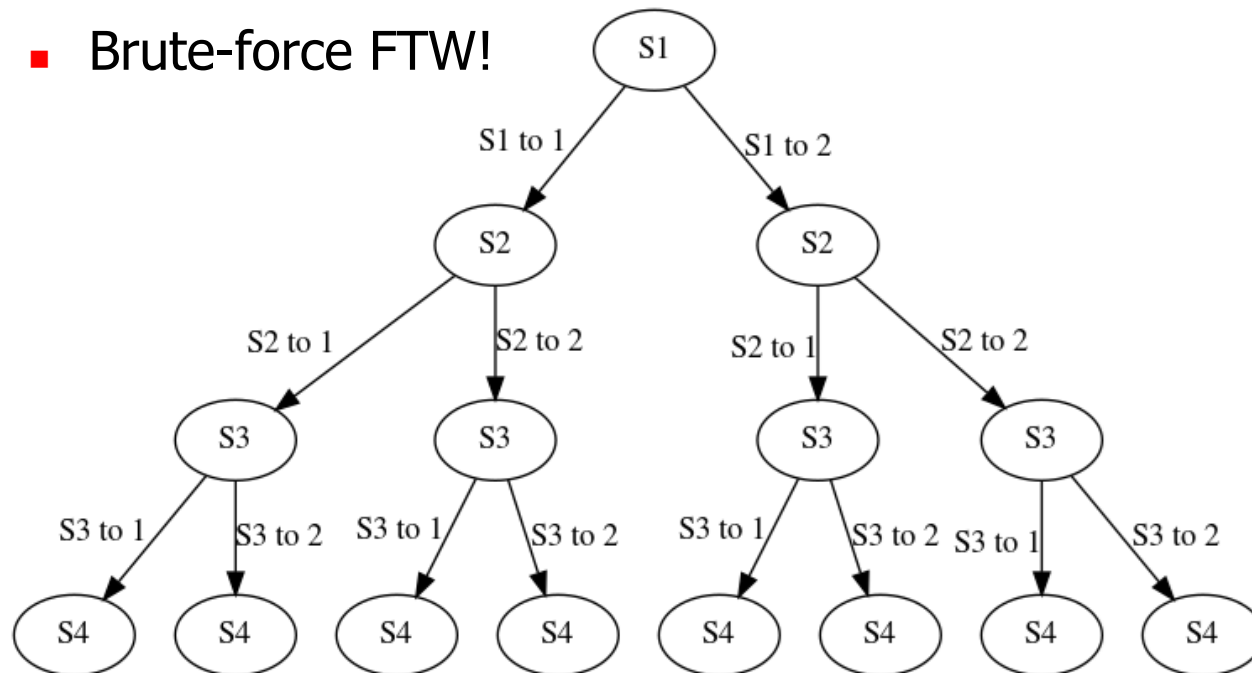 Brute-force FTW!
S1
S1 to 1
S1 to 2
S2
S2
S2 to 1
S2 to 2
S2 to 1
S2 to 2
S3
S3
S3
S3
S3 to 1
S3 to 2
S3 to 1
S3 to 2
S3 to 1
S3 to 2
S3 to 1
S3 to 2
S4
S4
S4
S4
S4
S4
S4
S4